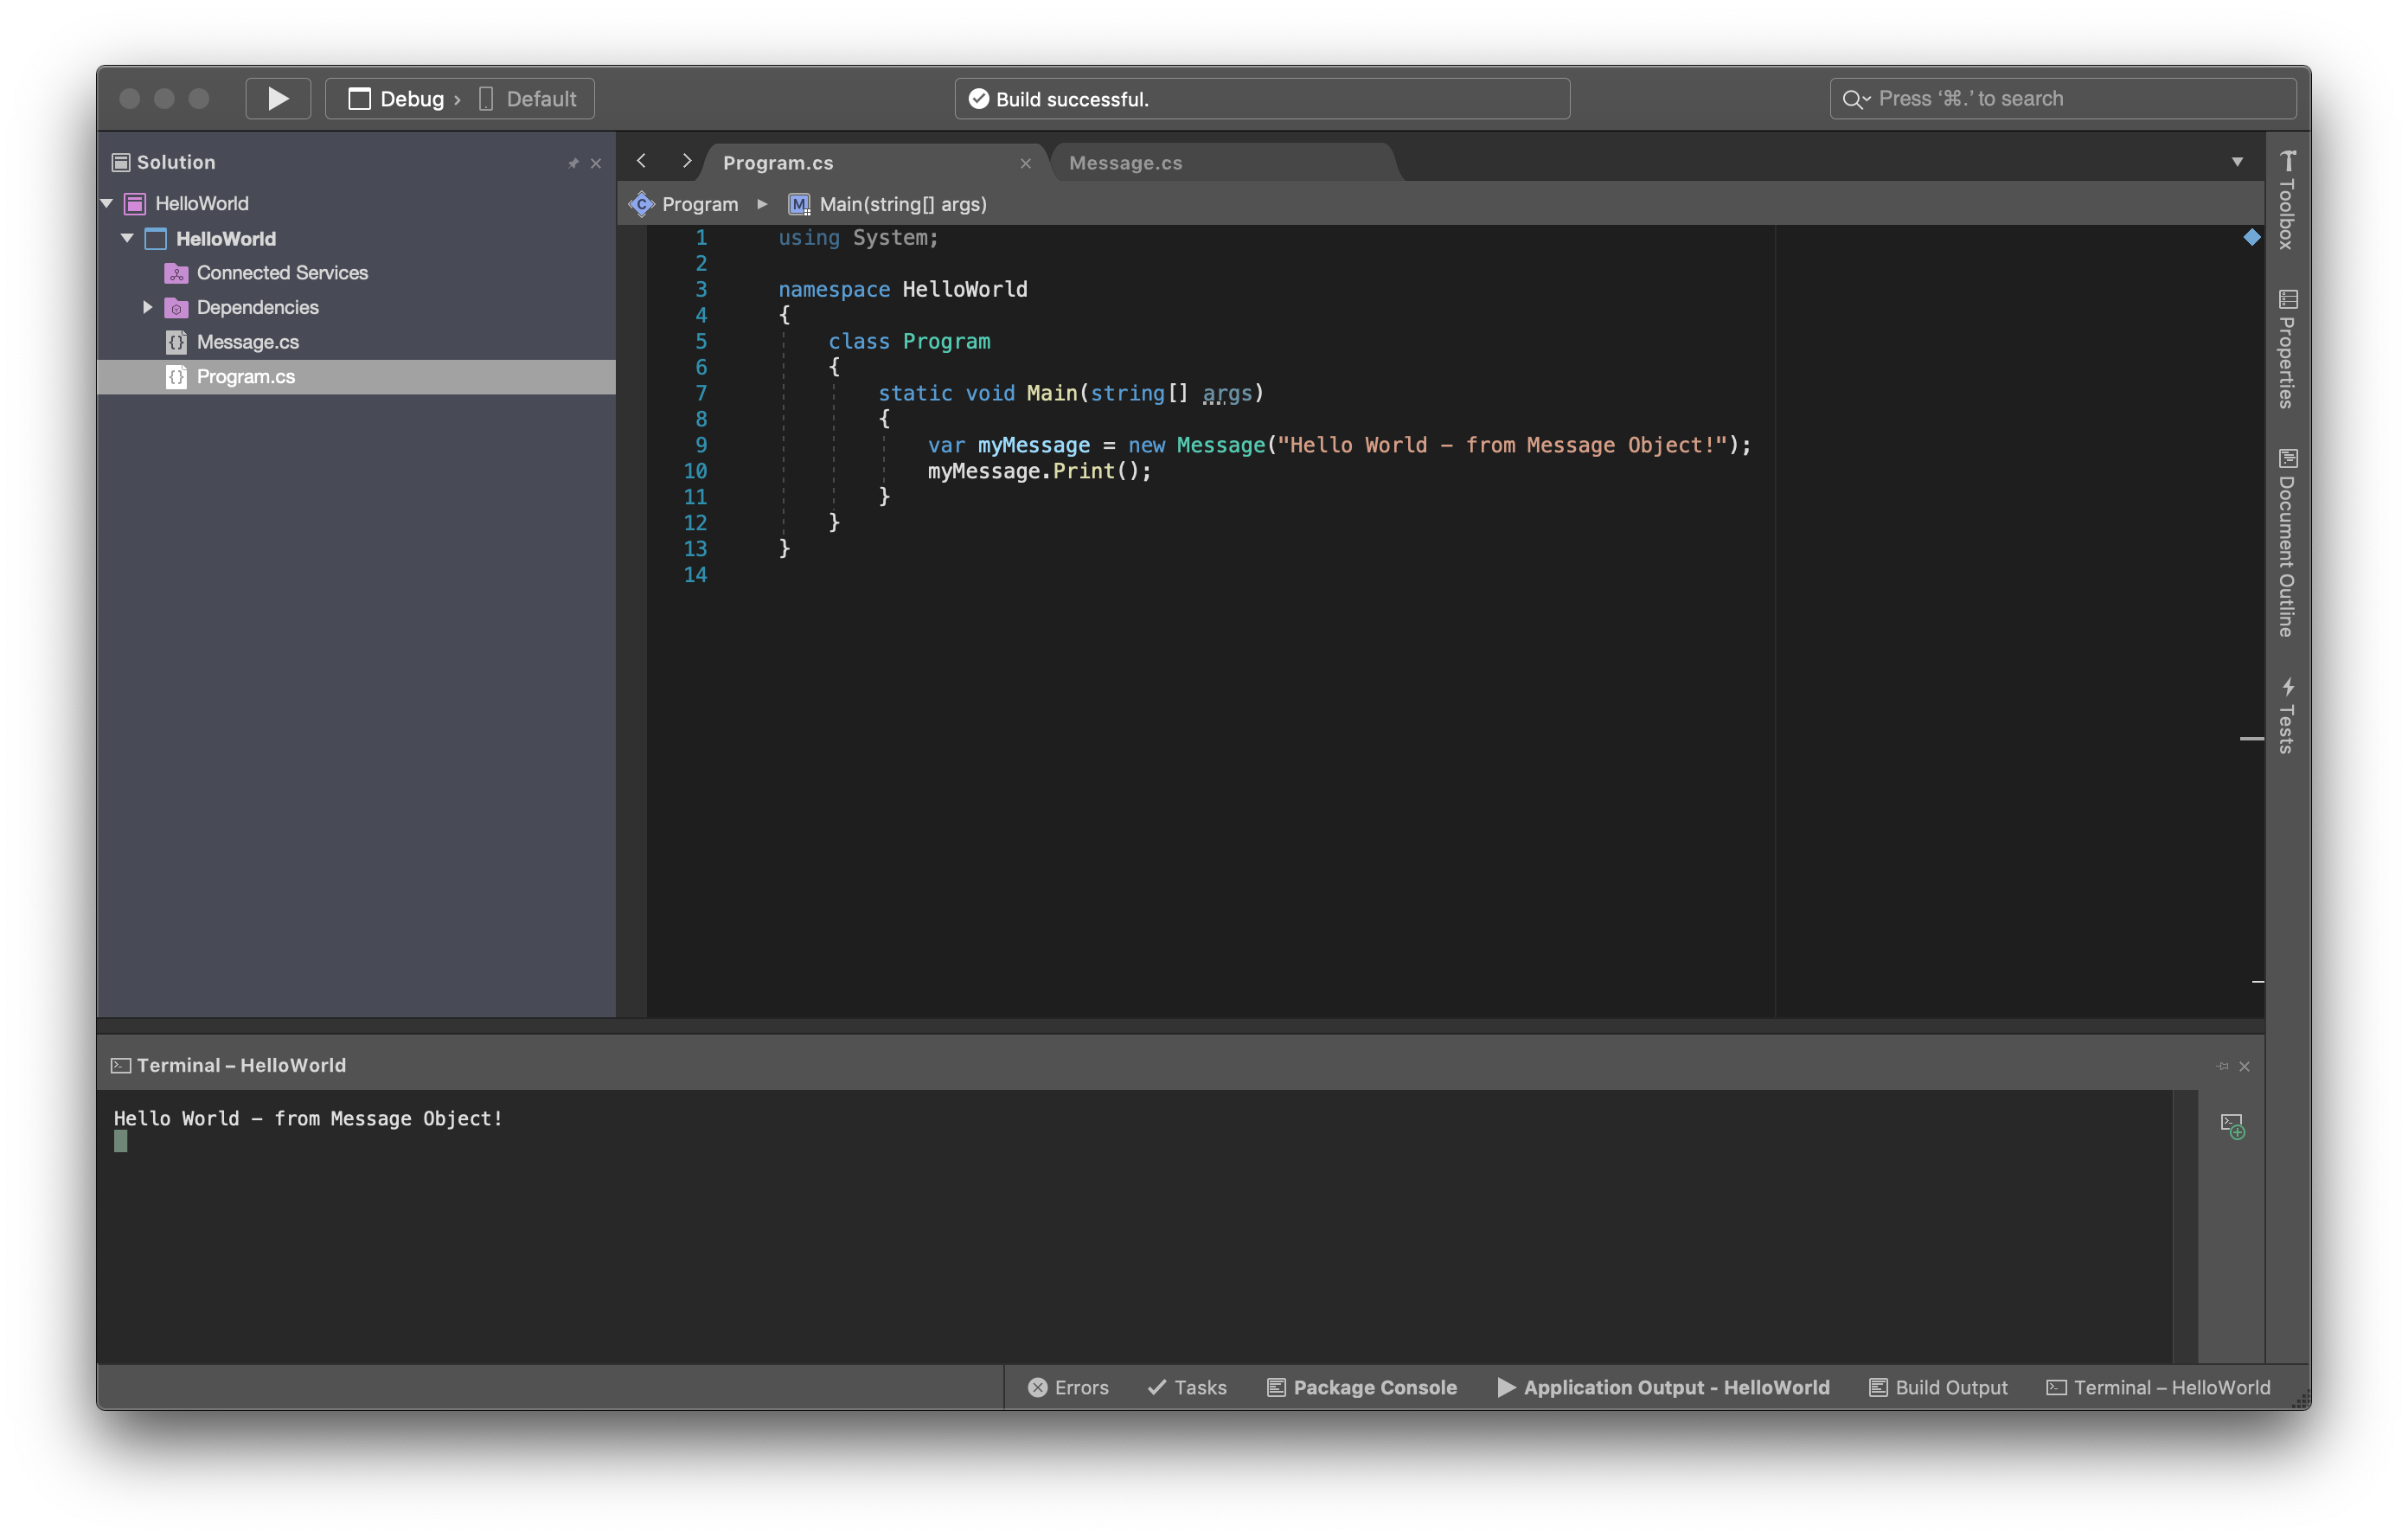 Debug › Default
Build successful.
Press ‘⌘.’ to search
Solution
HelloWorld
HelloWorld
Connected Services
Dependencies
Message.cs
Program.cs
Program.cs
Message.cs
Program
Main(string[] args)
1 using System;
2
3 namespace HelloWorld
4 {
5 class Program
6 {
7 static void Main(string[] args)
8 {
9 var myMessage = new Message("Hello World – from Message Object!");
10 myMessage.Print();
11 }
12 }
13 }
14
Toolbox
Properties
Document Outline
Tests
Terminal – HelloWorld
Hello World – from Message Object!
Errors
Tasks
Package Console
Application Output - HelloWorld
Build Output
Terminal – HelloWorld